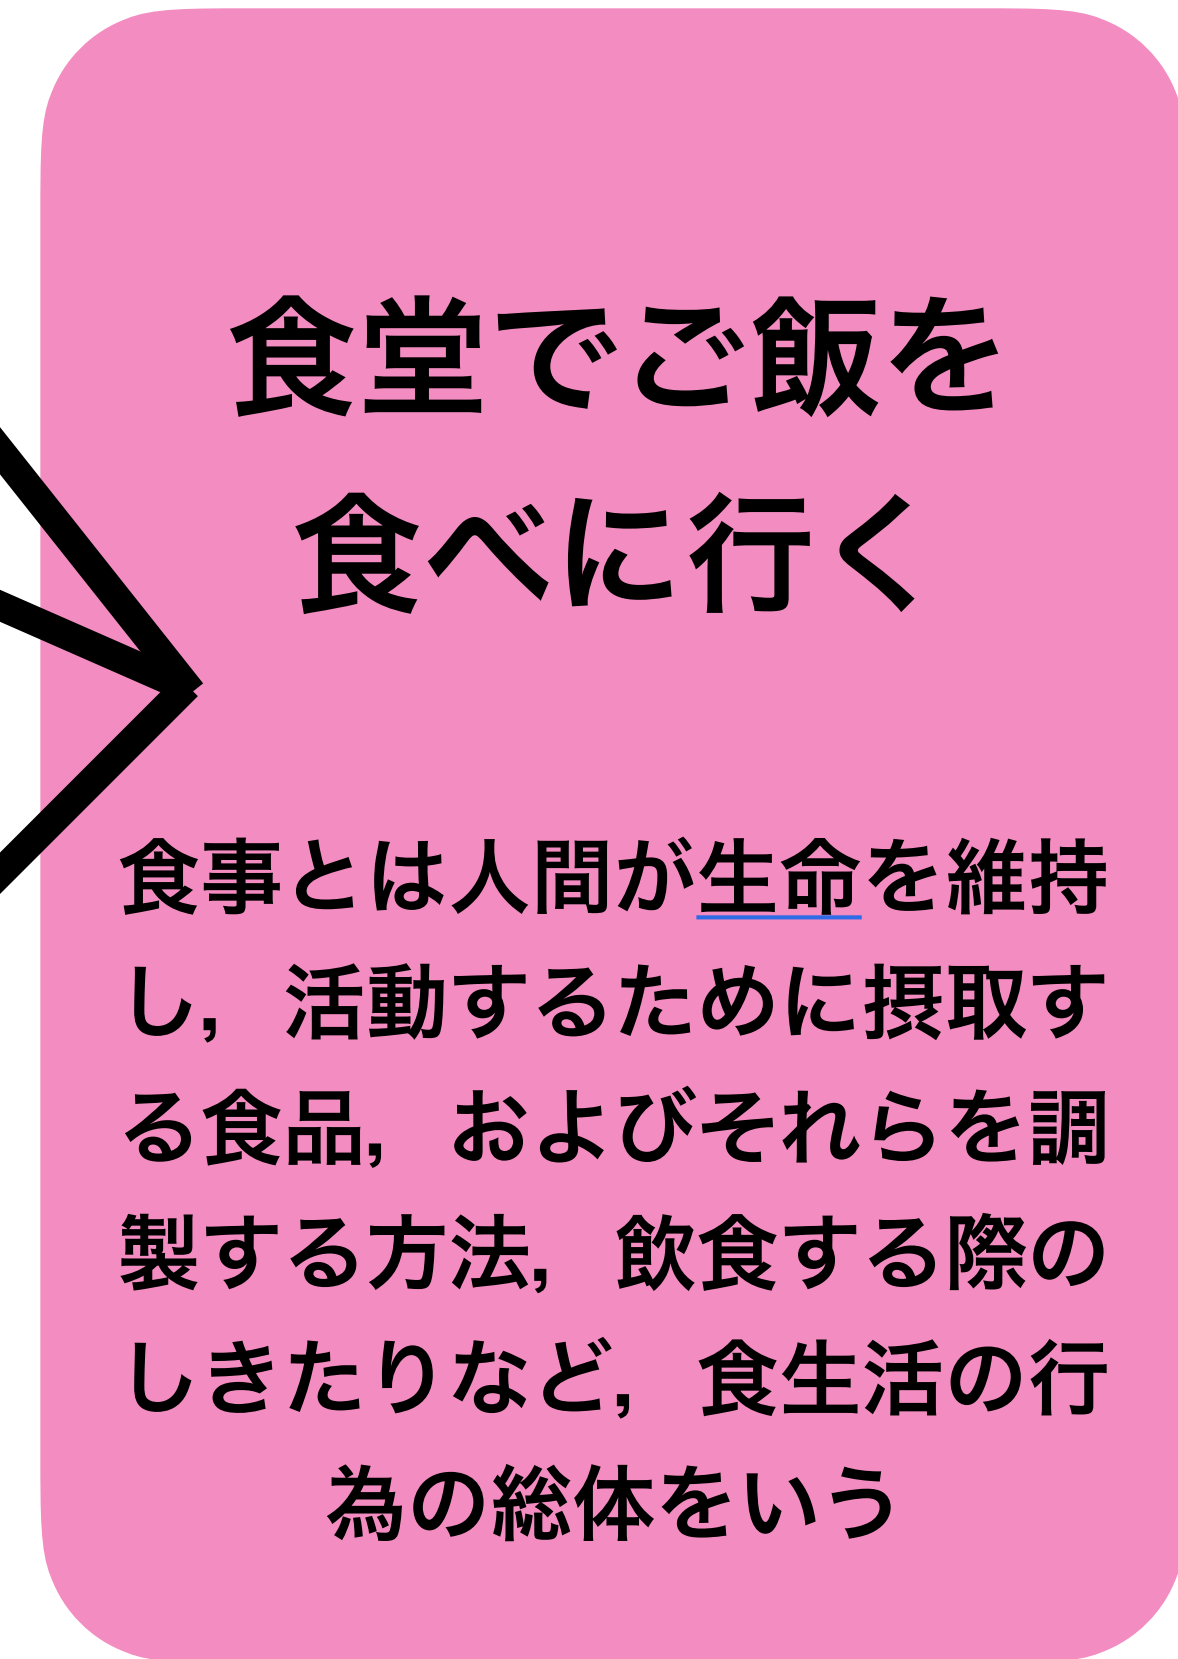 食堂でご飯を
食べに行く
食事とは人間が生命を維持
し，活動するために摂取す
る食品，およびそれらを調
製する方法，飲食する際の
しきたりなど，食生活の行
為の総体をいう